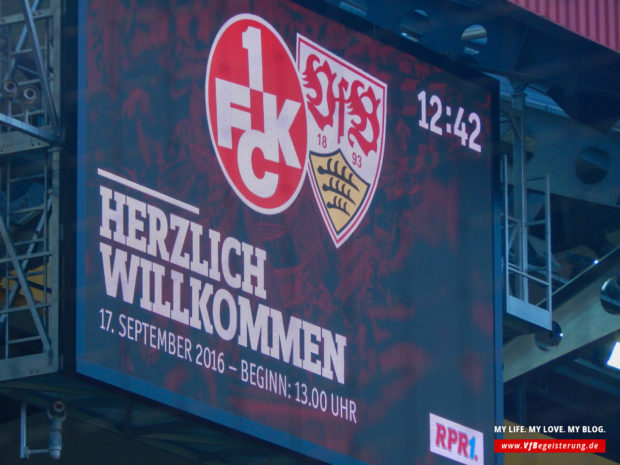 1
FKC
VfB
18 93
12:42
HERZLICH
WILLKOMMEN
17. SEPTEMBER 2016 – BEGINN: 13.00 UHR
RPR1.
MY LIFE. MY LOVE. MY BLOG.
www.VfBegeisterung.de